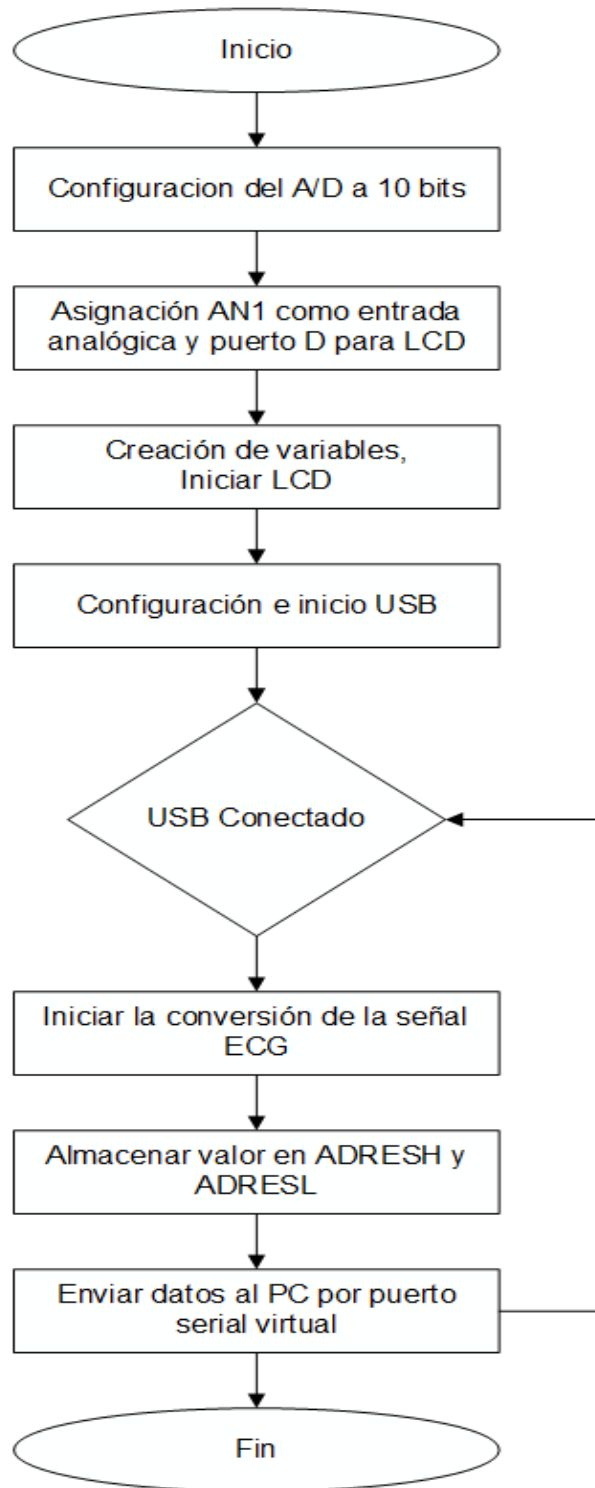 Inicio
Configuracion del A/D a 10 bits
Asignación AN1 como entrada
analógica y puerto D para LCD
Creación de variables,
Iniciar LCD
Configuración e inicio USB
USB Conectado
Iniciar la conversión de la señal
ECG
Almacenar valor en ADRESH y
ADRESL
Enviar datos al PC por puerto
serial virtual
Fin